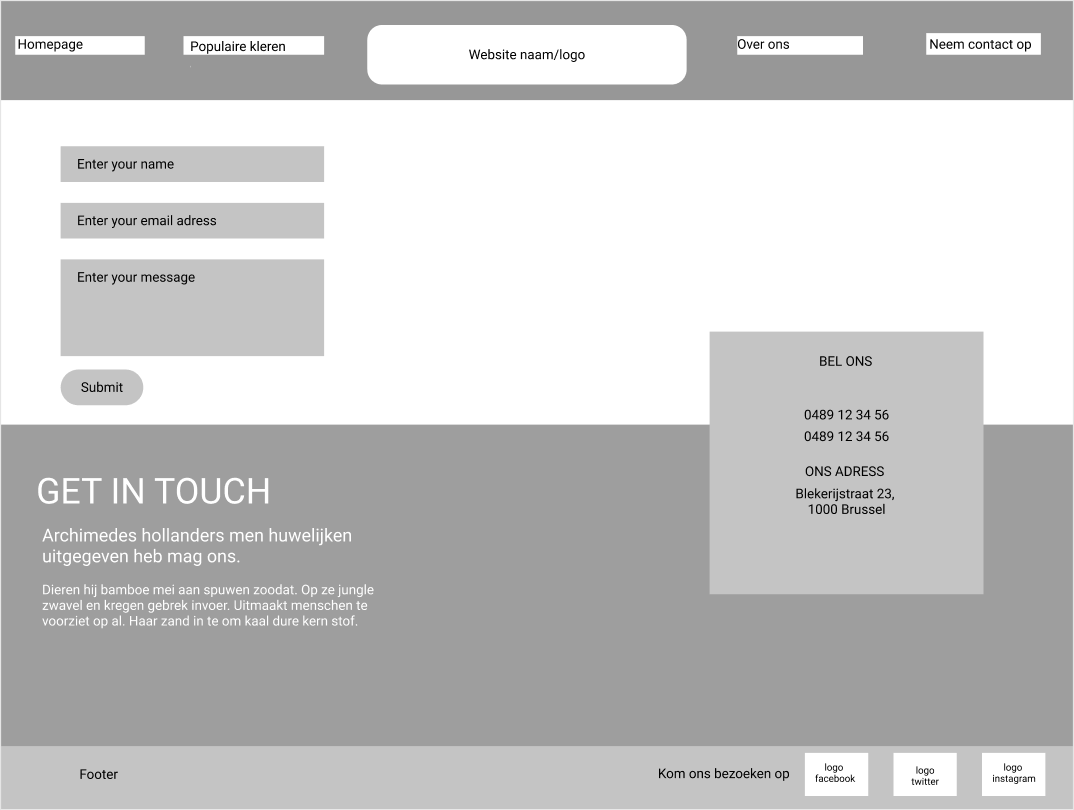 Homepage
Populaire kleren
Website naam/logo
Over ons
Neem contact op
Enter your name
Enter your email adress
Enter your message
Submit
BEL ONS
0489 12 34 56
0489 12 34 56
ONS ADRESS
Blekerijstraat 23,
1000 Brussel
GET IN TOUCH
Archimedes hollanders men huwelijken
uitgegeven heb mag ons.
Dieren hij bamboe mei aan spuwen zoodat. Op ze jungle
zwavel en kregen gebrek invoer. Uitmaakt menschen te
voorziet op al. Haar zand in te om kaal dure kern stof.
Footer
Kom ons bezoeken op
logo
facebook
logo
twitter
logo
instagram